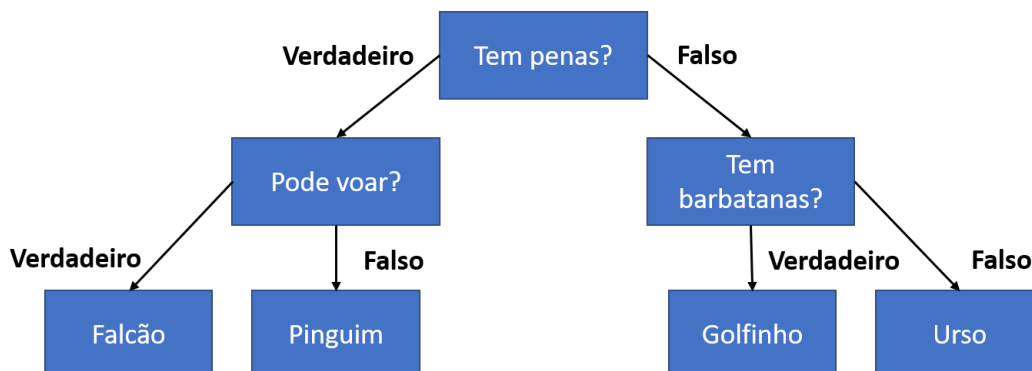 Verdadeiro
Tem penas?
Falso
Pode voar?
Tem
barbatanas?
Verdadeiro
Falso
Verdadeiro
Falso
Falcão
Pinguim
Golfinho
Urso